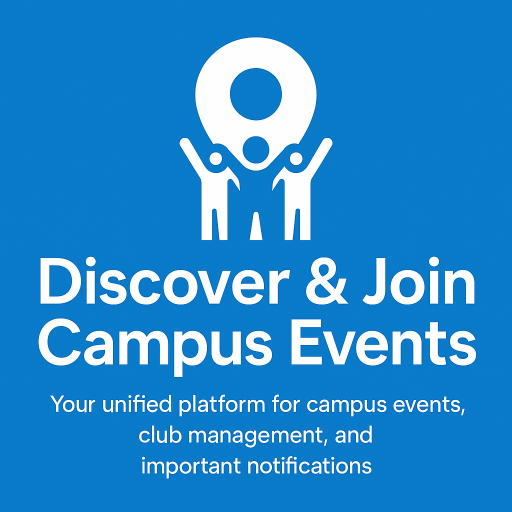 Discover & Join
Campus Events
Your unified platform for campus events,
club management, and
important notifications